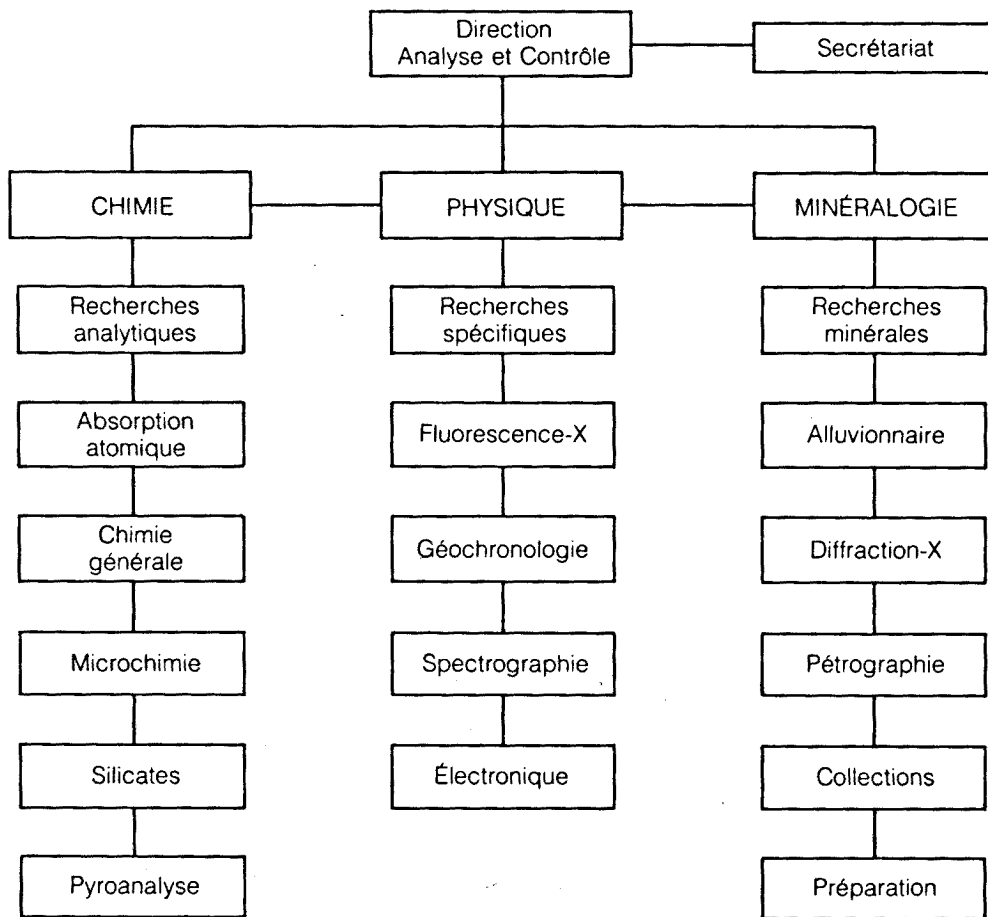 Direction
Analyse et Contrôle
Secrétariat
CHIMIE
PHYSIQUE
MINÉRALOGIE
Recherches
analytiques
Recherches
spécifiques
Recherches
minérales
Absorption
atomique
Fluorescence-X
Alluvionnaire
Chimie
générale
Géochronologie
Diffraction-X
Microchimie
Spectrographie
Pétrographie
Silicates
Électronique
Collections
Pyroanalyse
Préparation